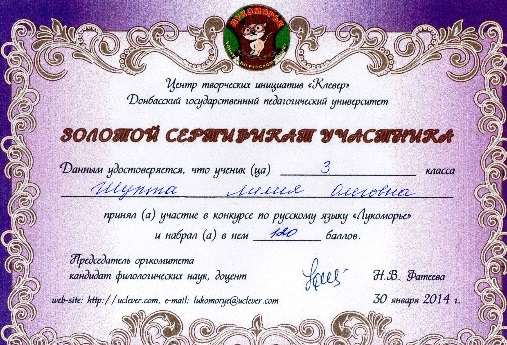 ЛУКОМОРЬЕ
Центр творческих инициатив «Клевер»
Донбасский государственный педагогический университет
ЗОЛОТОЙ СЕРТИФИКАТ УЧАСТНИКА
Данным удостоверяется, что ученик (ца) 3 класса
Шупта Лилия Олеговна
принял (а) участие в конкурсе по русскому языку «Лукоморье»
и набрал (а) в нем 120 баллов.
Председатель оргкомитета
кандидат филологических наук, доцент Н.В. Фатеева
web-site: http://uclever.com, e-mail: lukomorye@uclever.com 30 января 2014 г.